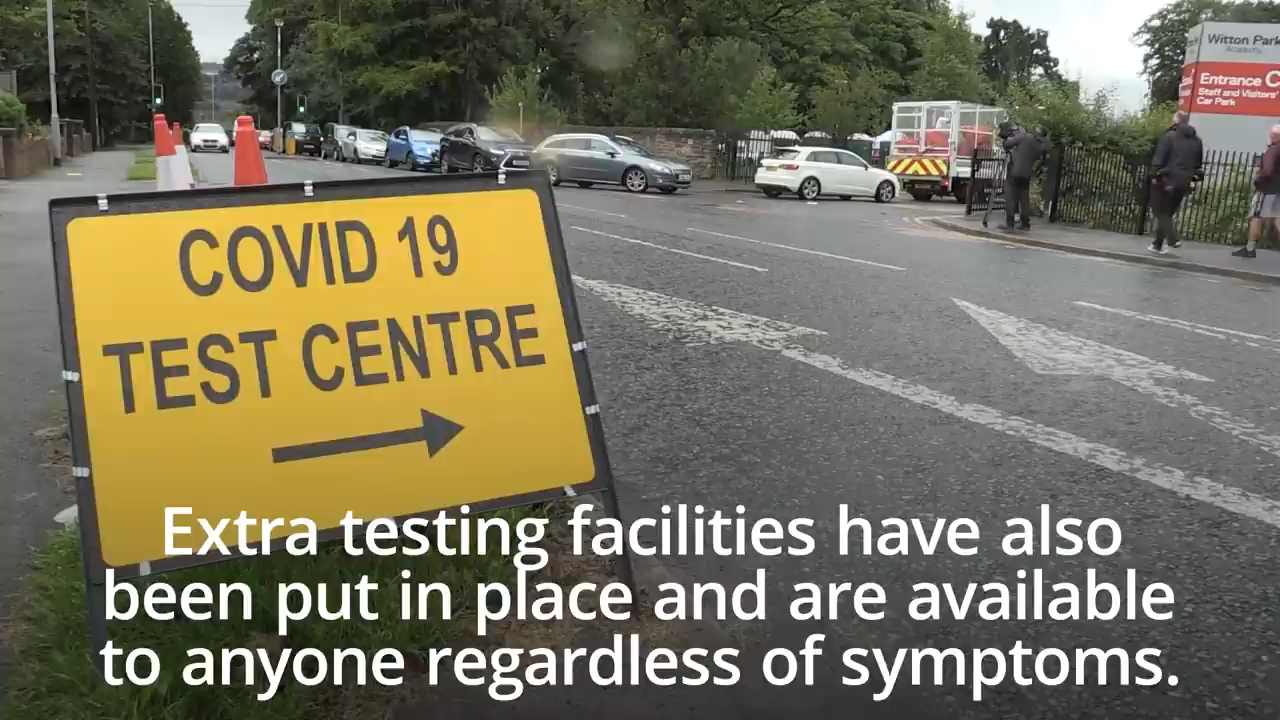 Witton Park
Academy
Entrance C
Staff and Visitors'
Car Park
COVID 19
TEST CENTRE
Extra testing facilities have also
been put in place and are available
to anyone regardless of symptoms.